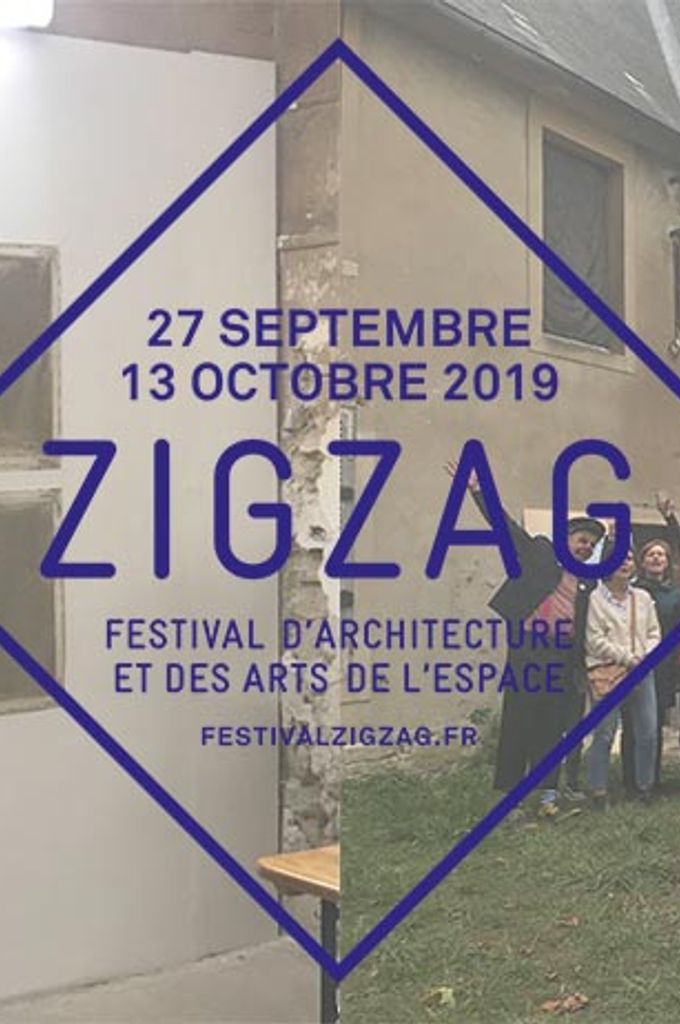 27 SEPTEMBRE
13 OCTOBRE 2019
ZIGZAG
FESTIVAL D'ARCHITECTURE
ET DES ARTS DE L'ESPACE
FESTIVALZIGZAG.FR